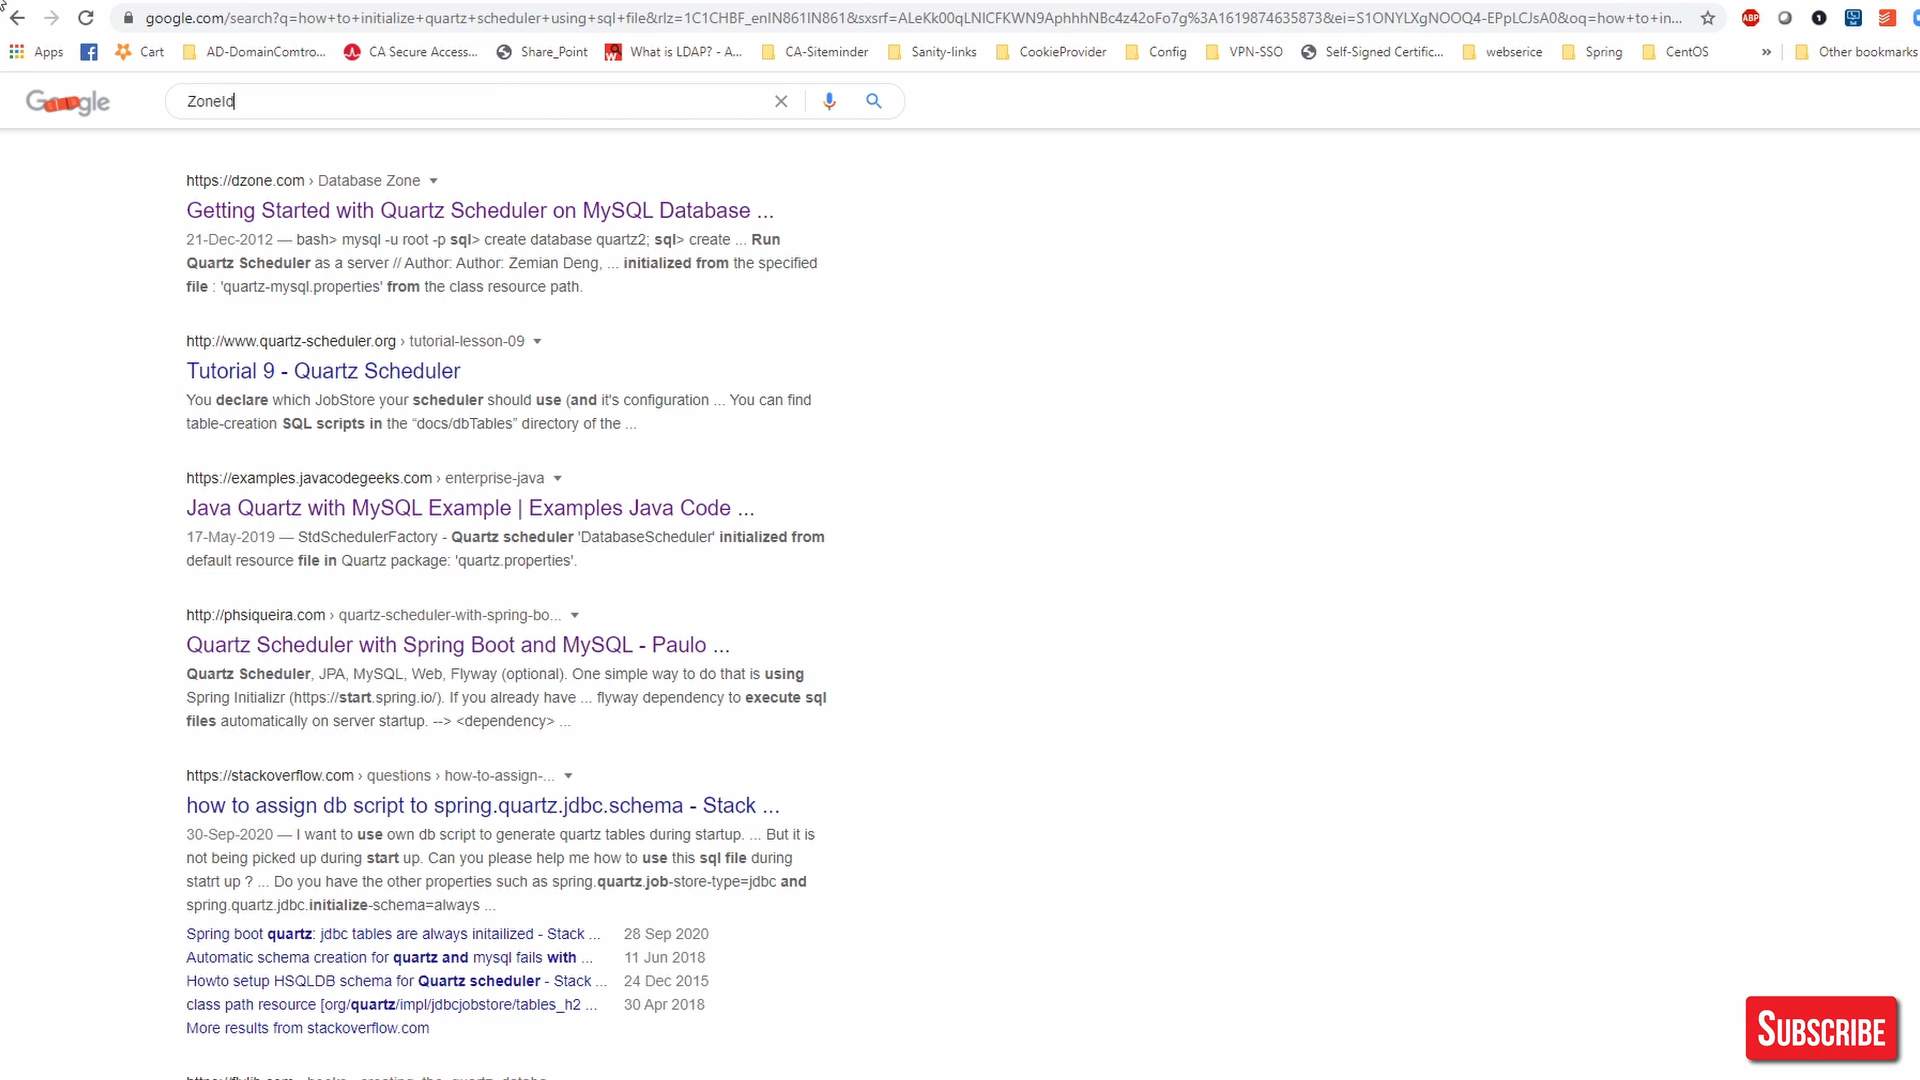 google.com/search?q=how+to+initialize+quartz+scheduler+using+sql+file&rlz=1C1CHBF_enIN861IN861&sxsrf=ALeKk00qLNICFKWN9AphhhNBc4z42oFo7g%3A1619874635873&ei=S1ONYLXgNOOQ4-EPpLCJsA0&oq=how+to+in...
ABP
Apps Cart AD-DomainComtro... CA Secure Access... Share_Point What is LDAP? - A... CA-Siteminder Sanity-links CookieProvider Config VPN-SSO Self-Signed Certific... webserice Spring CentOS » Other bookmarks
Google ZoneId
https://dzone.com › Database Zone
Getting Started with Quartz Scheduler on MySQL Database ...
21-Dec-2012 — bash> mysql -u root -p sql> create database quartz2; sql> create ... Run
Quartz Scheduler as a server // Author: Author: Zemian Deng, ... initialized from the specified
file : 'quartz-mysql.properties' from the class resource path.
http://www.quartz-scheduler.org › tutorial-lesson-09
Tutorial 9 - Quartz Scheduler
You declare which JobStore your scheduler should use (and it's configuration ... You can find
table-creation SQL scripts in the “docs/dbTables” directory of the ...
https://examples.javacodegeeks.com › enterprise-java
Java Quartz with MySQL Example | Examples Java Code ...
17-May-2019 — StdSchedulerFactory - Quartz scheduler 'DatabaseScheduler' initialized from
default resource file in Quartz package: 'quartz.properties'.
http://phsiqueira.com › quartz-scheduler-with-spring-bo...
Quartz Scheduler with Spring Boot and MySQL - Paulo ...
Quartz Scheduler, JPA, MySQL, Web, Flyway (optional). One simple way to do that is using
Spring Initializr (https://start.spring.io/). If you already have ... flyway dependency to execute sql
files automatically on server startup. --> <dependency> ...
https://stackoverflow.com › questions › how-to-assign-...
how to assign db script to spring.quartz.jdbc.schema - Stack ...
30-Sep-2020 — I want to use own db script to generate quartz tables during startup. ... But it is
not being picked up during start up. Can you please help me how to use this sql file during
statrt up ? ... Do you have the other properties such as spring.quartz.job-store-type=jdbc and
spring.quartz.jdbc.initialize-schema=always ...
Spring boot quartz: jdbc tables are always initailized - Stack ... 28 Sep 2020
Automatic schema creation for quartz and mysql fails with ... 11 Jun 2018
Howto setup HSQLDB schema for Quartz scheduler - Stack ... 24 Dec 2015
class path resource [org/quartz/impl/jdbcjobstore/tables_h2 ... 30 Apr 2018
More results from stackoverflow.com
SUBSCRIBE